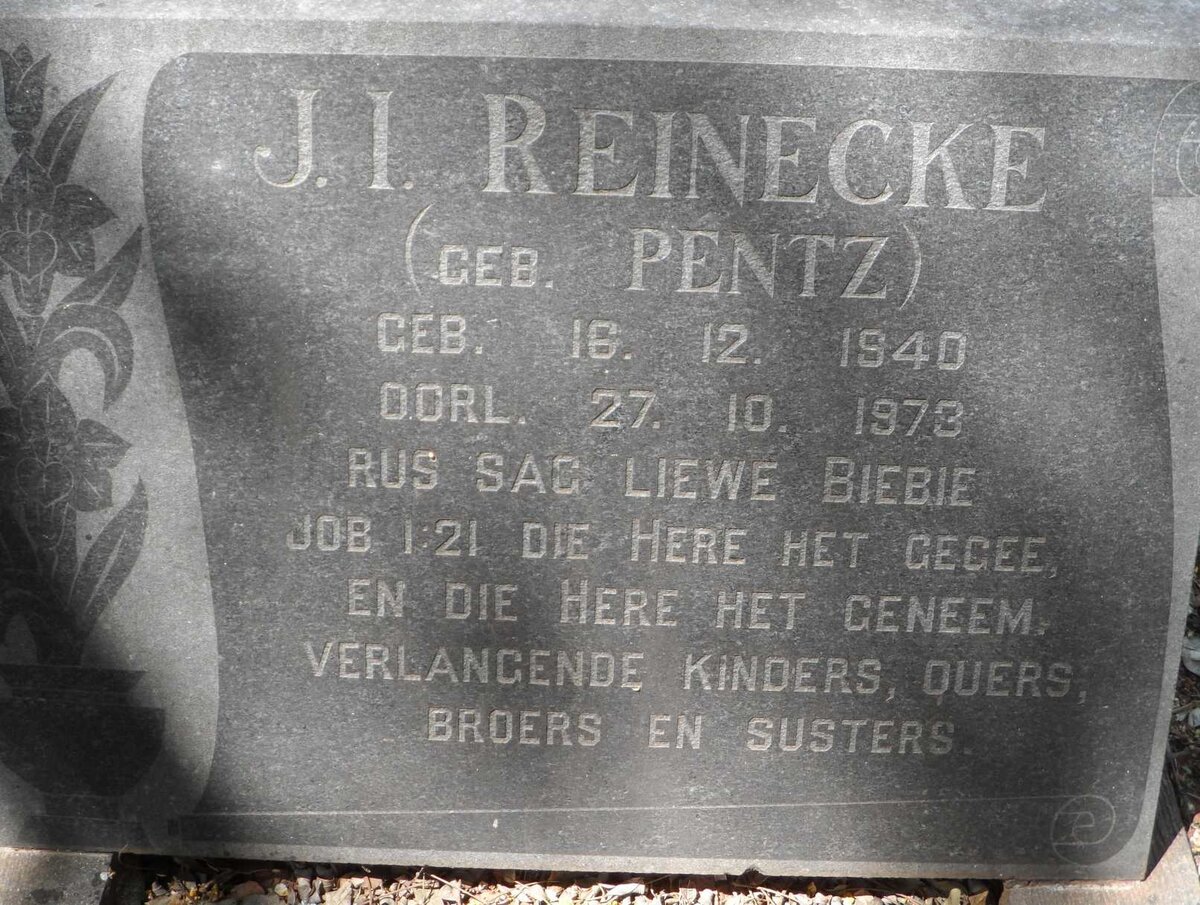 J. I. REINECKE
(GEB. PENTZ)
GEB. 16. 12. 1940
OORL. 27. 10. 1973
RUS SAG LIEWE BIEBIE
JOB 1:21 DIE HERE HET GEGEE,
EN DIE HERE HET GENEEM.
VERLANGENDE KINDERS, OUERS,
BROERS EN SUSTERS.